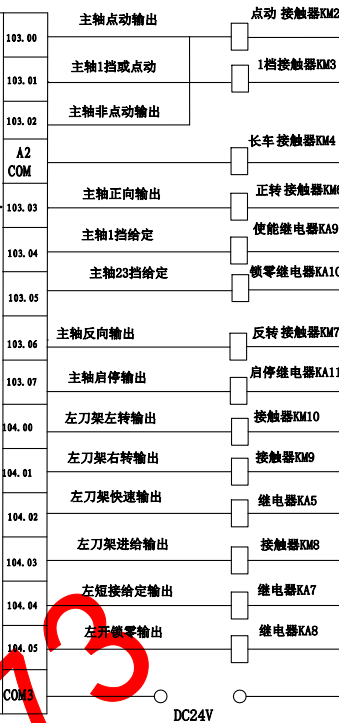 主轴点动输出 点动 接触器KM2
103.00
主轴1挡或点动 1档接触器KM3
103.01
主轴非点动输出
103.02
长车 接触器KM4
A2
COM
主轴正向输出 正转 接触器KM6
103.03
主轴1挡给定 使能继电器KA9
103.04
主轴23挡给定 锁零继电器KA10
103.05
主轴反向输出 反转 接触器KM7
103.06
主轴启停输出 启停继电器KA11
103.07
左刀架左转输出 接触器KM10
104.00
左刀架右转输出 接触器KM9
104.01
左刀架快速输出 继电器KA5
104.02
左刀架进给输出 接触器KM8
104.03
左短接给定输出 继电器KA7
104.04
左开锁零输出 继电器KA8
104.05
COM3
DC24V
73